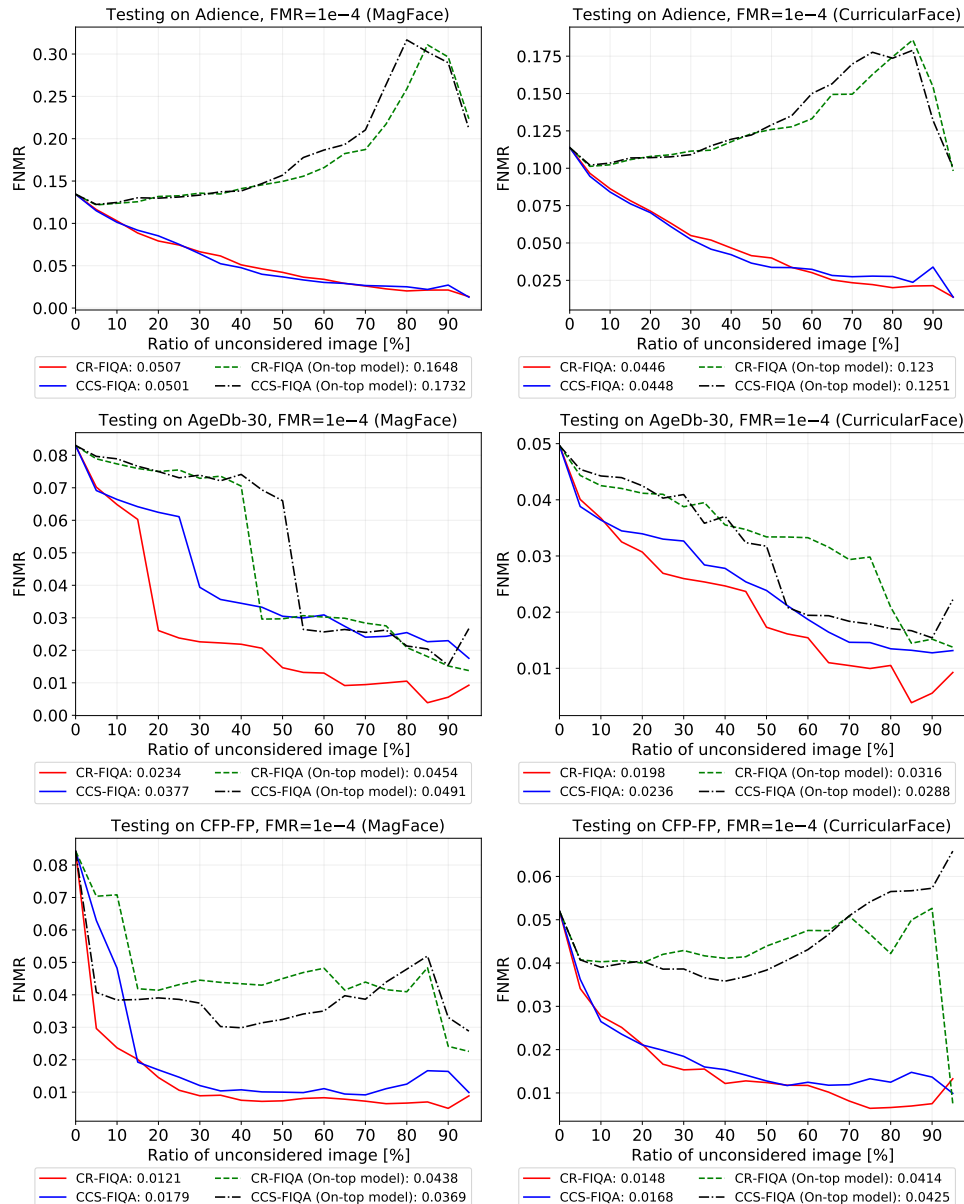 Testing on Adience, FMR=1e−4 (MagFace)
FNMR
0.30
0.25
0.20
0.15
0.10
0.05
0.00
0 10 20 30 40 50 60 70 80 90
Ratio of unconsidered image [%]
CR-FIQA: 0.0507 CR-FIQA (On-top model): 0.1648
CCS-FIQA: 0.0501 CCS-FIQA (On-top model): 0.1732
Testing on Adience, FMR=1e−4 (CurricularFace)
FNMR
0.175
0.150
0.125
0.100
0.075
0.050
0.025
0 10 20 30 40 50 60 70 80 90
Ratio of unconsidered image [%]
CR-FIQA: 0.0446 CR-FIQA (On-top model): 0.123
CCS-FIQA: 0.0448 CCS-FIQA (On-top model): 0.1251
Testing on AgeDb-30, FMR=1e−4 (MagFace)
FNMR
0.08
0.07
0.06
0.05
0.04
0.03
0.02
0.01
0.00
0 10 20 30 40 50 60 70 80 90
Ratio of unconsidered image [%]
CR-FIQA: 0.0234 CR-FIQA (On-top model): 0.0454
CCS-FIQA: 0.0377 CCS-FIQA (On-top model): 0.0491
Testing on AgeDb-30, FMR=1e−4 (CurricularFace)
FNMR
0.05
0.04
0.03
0.02
0.01
0 10 20 30 40 50 60 70 80 90
Ratio of unconsidered image [%]
CR-FIQA: 0.0198 CR-FIQA (On-top model): 0.0316
CCS-FIQA: 0.0236 CCS-FIQA (On-top model): 0.0288
Testing on CFP-FP, FMR=1e−4 (MagFace)
FNMR
0.08
0.07
0.06
0.05
0.04
0.03
0.02
0.01
0 10 20 30 40 50 60 70 80 90
Ratio of unconsidered image [%]
CR-FIQA: 0.0121 CR-FIQA (On-top model): 0.0438
CCS-FIQA: 0.0179 CCS-FIQA (On-top model): 0.0369
Testing on CFP-FP, FMR=1e−4 (CurricularFace)
FNMR
0.06
0.05
0.04
0.03
0.02
0.01
0 10 20 30 40 50 60 70 80 90
Ratio of unconsidered image [%]
CR-FIQA: 0.0148 CR-FIQA (On-top model): 0.0414
CCS-FIQA: 0.0168 CCS-FIQA (On-top model): 0.0425